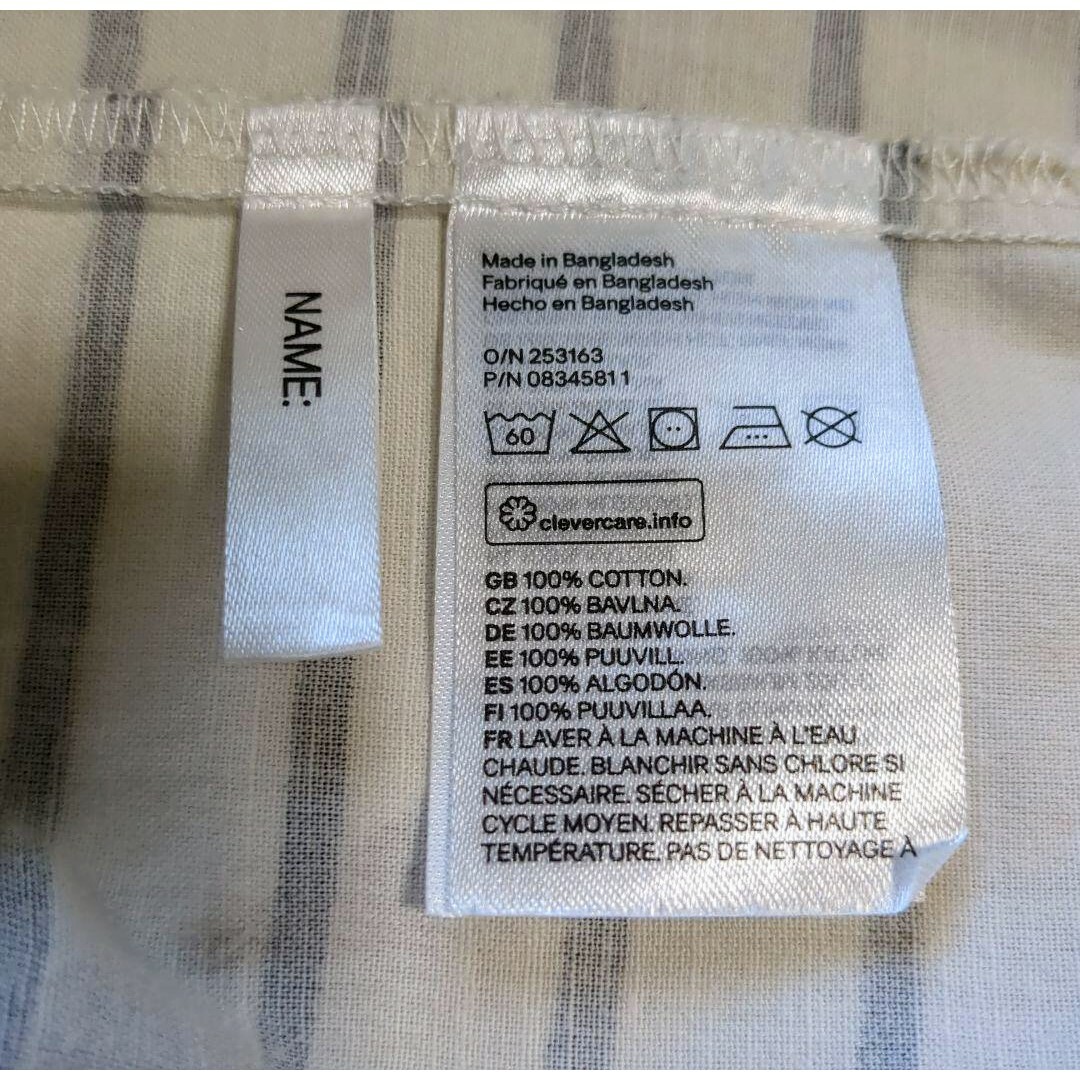 NAME:
Made in Bangladesh
Fabriqué en Bangladesh
Hecho en Bangladesh
O/N 253163
P/N 08345811
60
clevercare.info
GB 100% COTTON.
CZ 100% BAVLNA.
DE 100% BAUMWOLLE.
EE 100% PUUVILL.
ES 100% ALGODÓN.
FI 100% PUUVILLAA.
FR LAVER À LA MACHINE À L'EAU
CHAUDE. BLANCHIR SANS CHLORE SI
NÉCESSAIRE. SÉCHER À LA MACHINE
CYCLE MOYEN. REPASSER À HAUTE
TEMPÉRATURE. PAS DE NETTOYAGE À